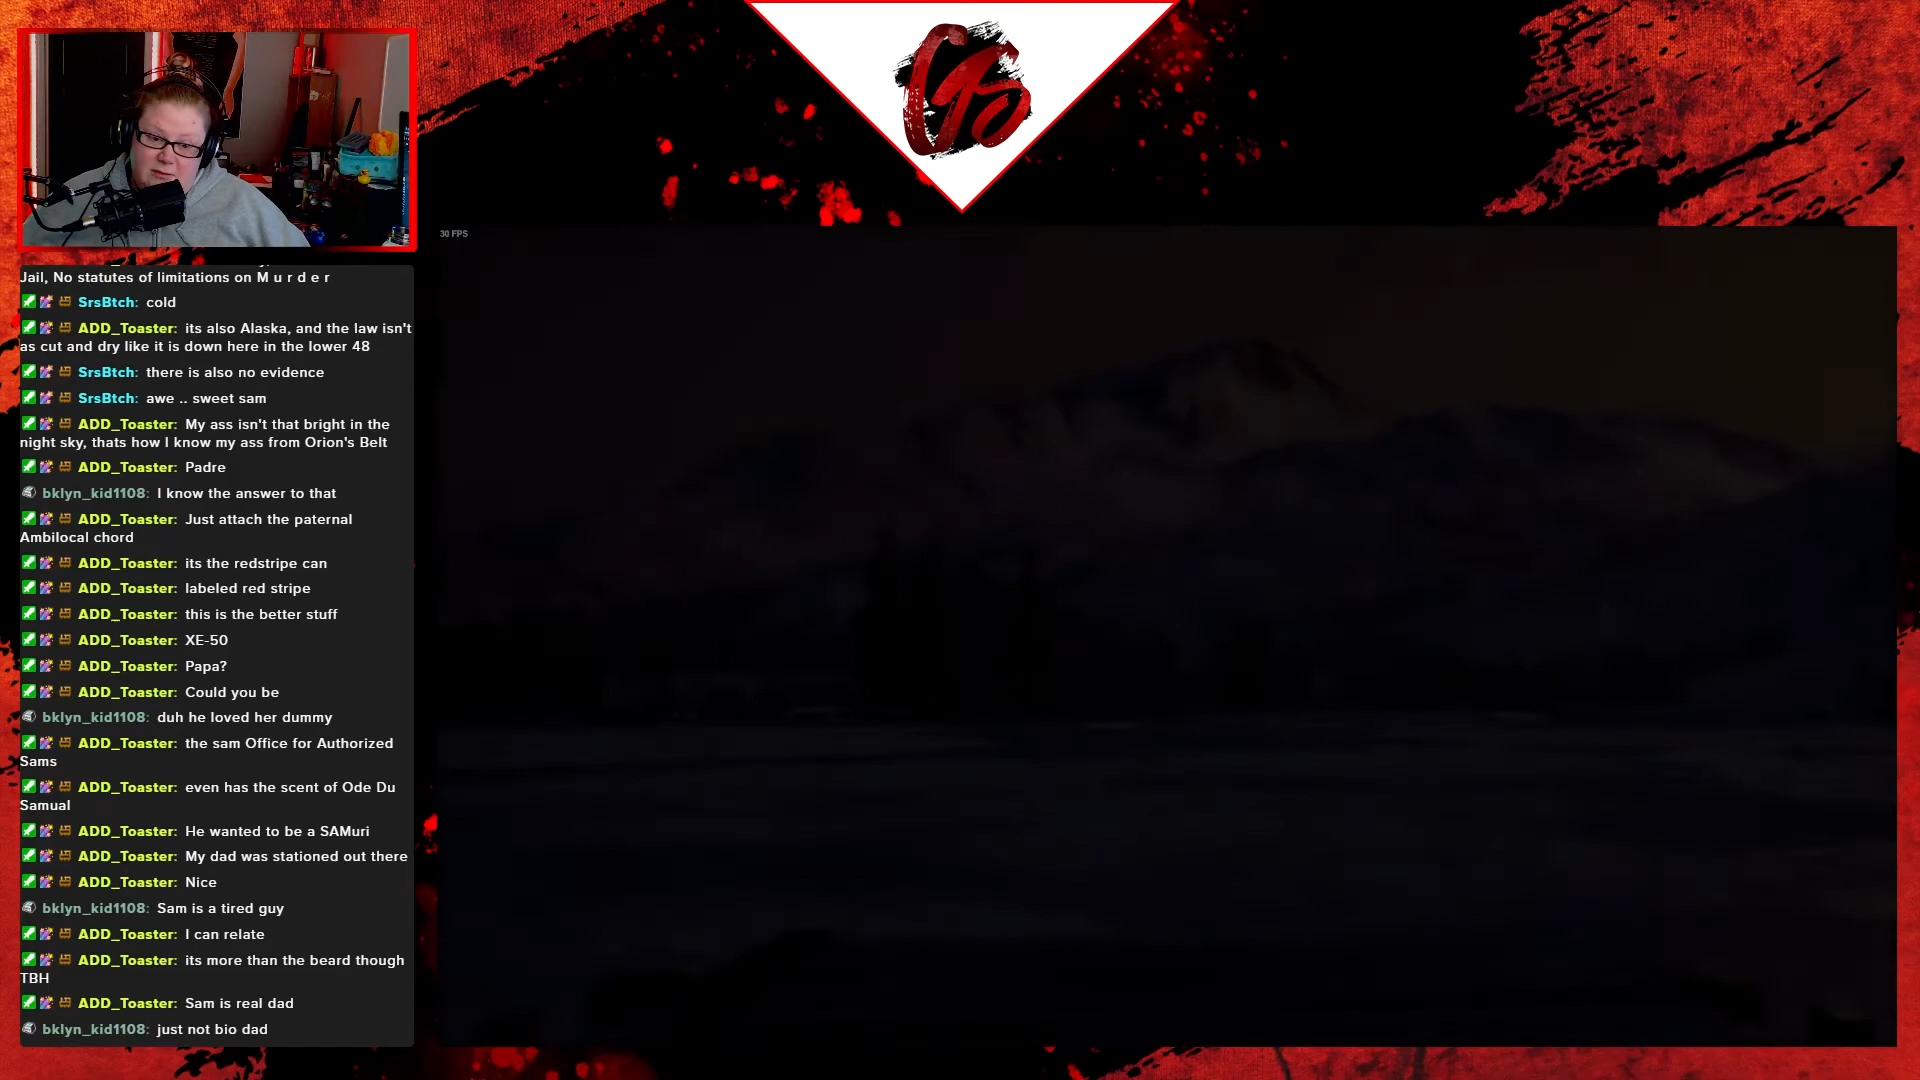 30 FPS
Jail, No statutes of limitations on M u r d e r
SrsBtch: cold
ADD_Toaster: its also Alaska, and the law isn't
as cut and dry like it is down here in the lower 48
SrsBtch: there is also no evidence
SrsBtch: awe .. sweet sam
ADD_Toaster: My ass isn't that bright in the
night sky, thats how I know my ass from Orion's Belt
ADD_Toaster: Padre
bklyn_kid1108: I know the answer to that
ADD_Toaster: Just attach the paternal
Ambilocal chord
ADD_Toaster: its the redstripe can
ADD_Toaster: labeled red stripe
ADD_Toaster: this is the better stuff
ADD_Toaster: XE-50
ADD_Toaster: Papa?
ADD_Toaster: Could you be
bklyn_kid1108: duh he loved her dummy
ADD_Toaster: the sam Office for Authorized
Sams
ADD_Toaster: even has the scent of Ode Du
Samual
ADD_Toaster: He wanted to be a SAMuri
ADD_Toaster: My dad was stationed out there
ADD_Toaster: Nice
bklyn_kid1108: Sam is a tired guy
ADD_Toaster: I can relate
ADD_Toaster: its more than the beard though
TBH
ADD_Toaster: Sam is real dad
bklyn_kid1108: just not bio dad